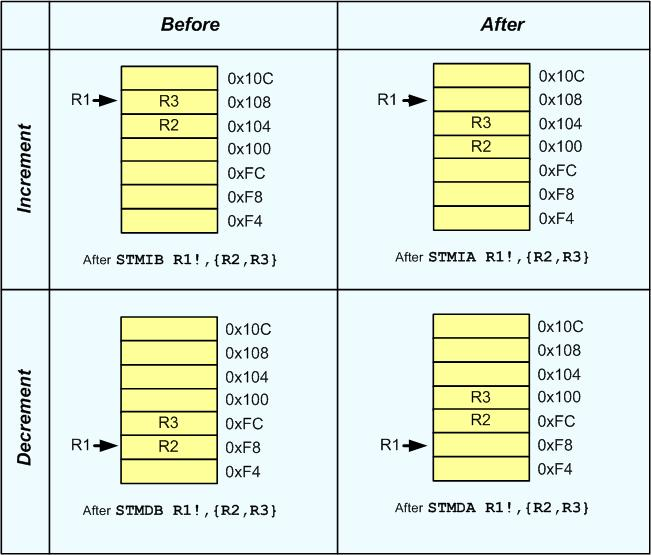 Before After
Increment
0x10C
R1 R3 0x108
R2 0x104
0x100
0xFC
0xF8
0xF4
After STMIB R1!,{R2,R3}
0x10C
R1 0x108
R3 0x104
R2 0x100
0xFC
0xF8
0xF4
After STMIA R1!,{R2,R3}
Decrement
0x10C
0x108
0x104
0x100
R3 0xFC
R1 R2 0xF8
0xF4
After STMDB R1!,{R2,R3}
0x10C
0x108
0x104
R3 0x100
R2 0xFC
R1 0xF8
0xF4
After STMDA R1!,{R2,R3}